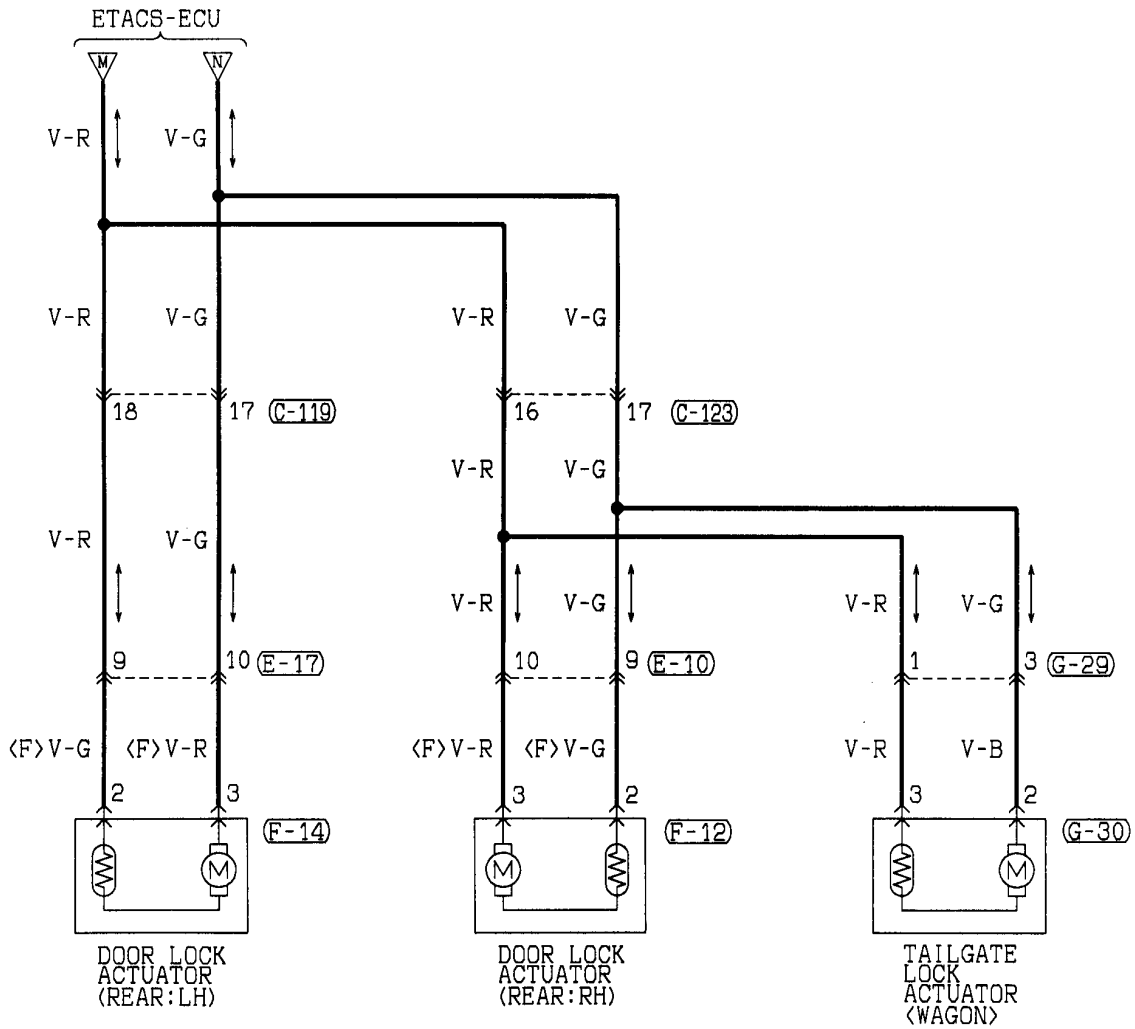 ETACS-ECU
M N
V-R V-G
V-R V-G V-R V-G
18 17 (C-119) 16 17 (C-123)
V-R V-G
V-R V-G
V-R V-G V-R V-G
9 10 (E-17) 10 9 (E-10) 1 3 (G-29)
<F>V-G <F>V-R <F>V-R <F>V-G V-R V-B
2 3 3 2 3 2
(F-14) (F-12) (G-30)
M M M
DOOR LOCK
ACTUATOR
(REAR:LH)
DOOR LOCK
ACTUATOR
(REAR:RH)
TAILGATE
LOCK
ACTUATOR
<WAGON>